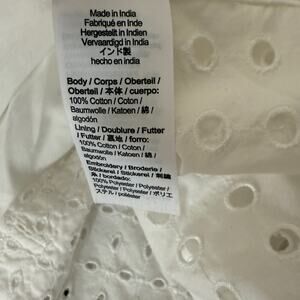 Made in India
Fabriqué en Inde
Hergestellt in Indien
Vervaardigd in India
インド製
hecho en india
Body / Corps / Oberteil /
Oberteil / 本体 / cuerpo:
100% Cotton / Coton /
Baumwolle / Katoen / 綿 /
algodón
Lining / Doublure / Futter
/ Futter / 裏地 / forro:
100% Cotton / Coton /
Baumwolle / Katoen / 綿 /
algodón
Embroidery / Broderie /
Stickerei / Stickerei / 刺繍
糸 / bordado:
100% Polyester / Polyester /
Polyester / Polyester / ポリエ
ステル / poliéster